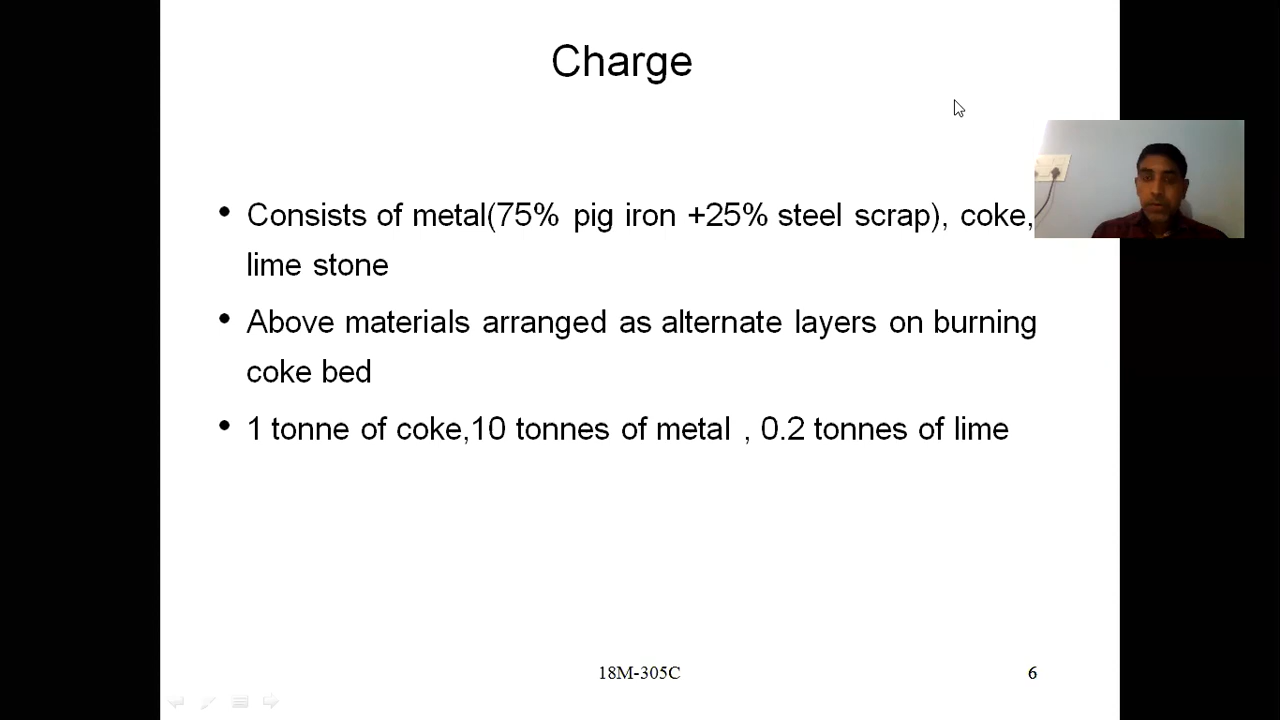 Charge
• Consists of metal(75% pig iron +25% steel scrap), coke,
lime stone
• Above materials arranged as alternate layers on burning
coke bed
• 1 tonne of coke,10 tonnes of metal , 0.2 tonnes of lime
18M-305C
6